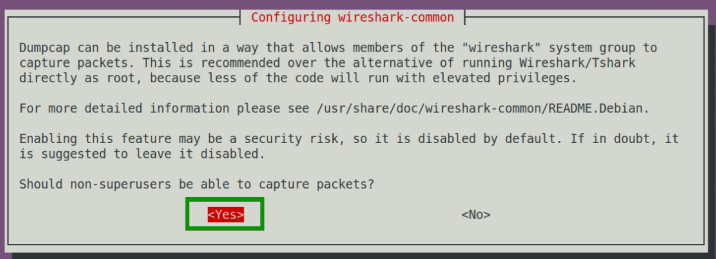 Configuring wireshark-common
Dumpcap can be installed in a way that allows members of the "wireshark" system group to
capture packets. This is recommended over the alternative of running Wireshark/Tshark
directly as root, because less of the code will run with elevated privileges.
For more detailed information please see /usr/share/doc/wireshark-common/README.Debian.
Enabling this feature may be a security risk, so it is disabled by default. If in doubt, it
is suggested to leave it disabled.
Should non-superusers be able to capture packets?
<Yes> <No>